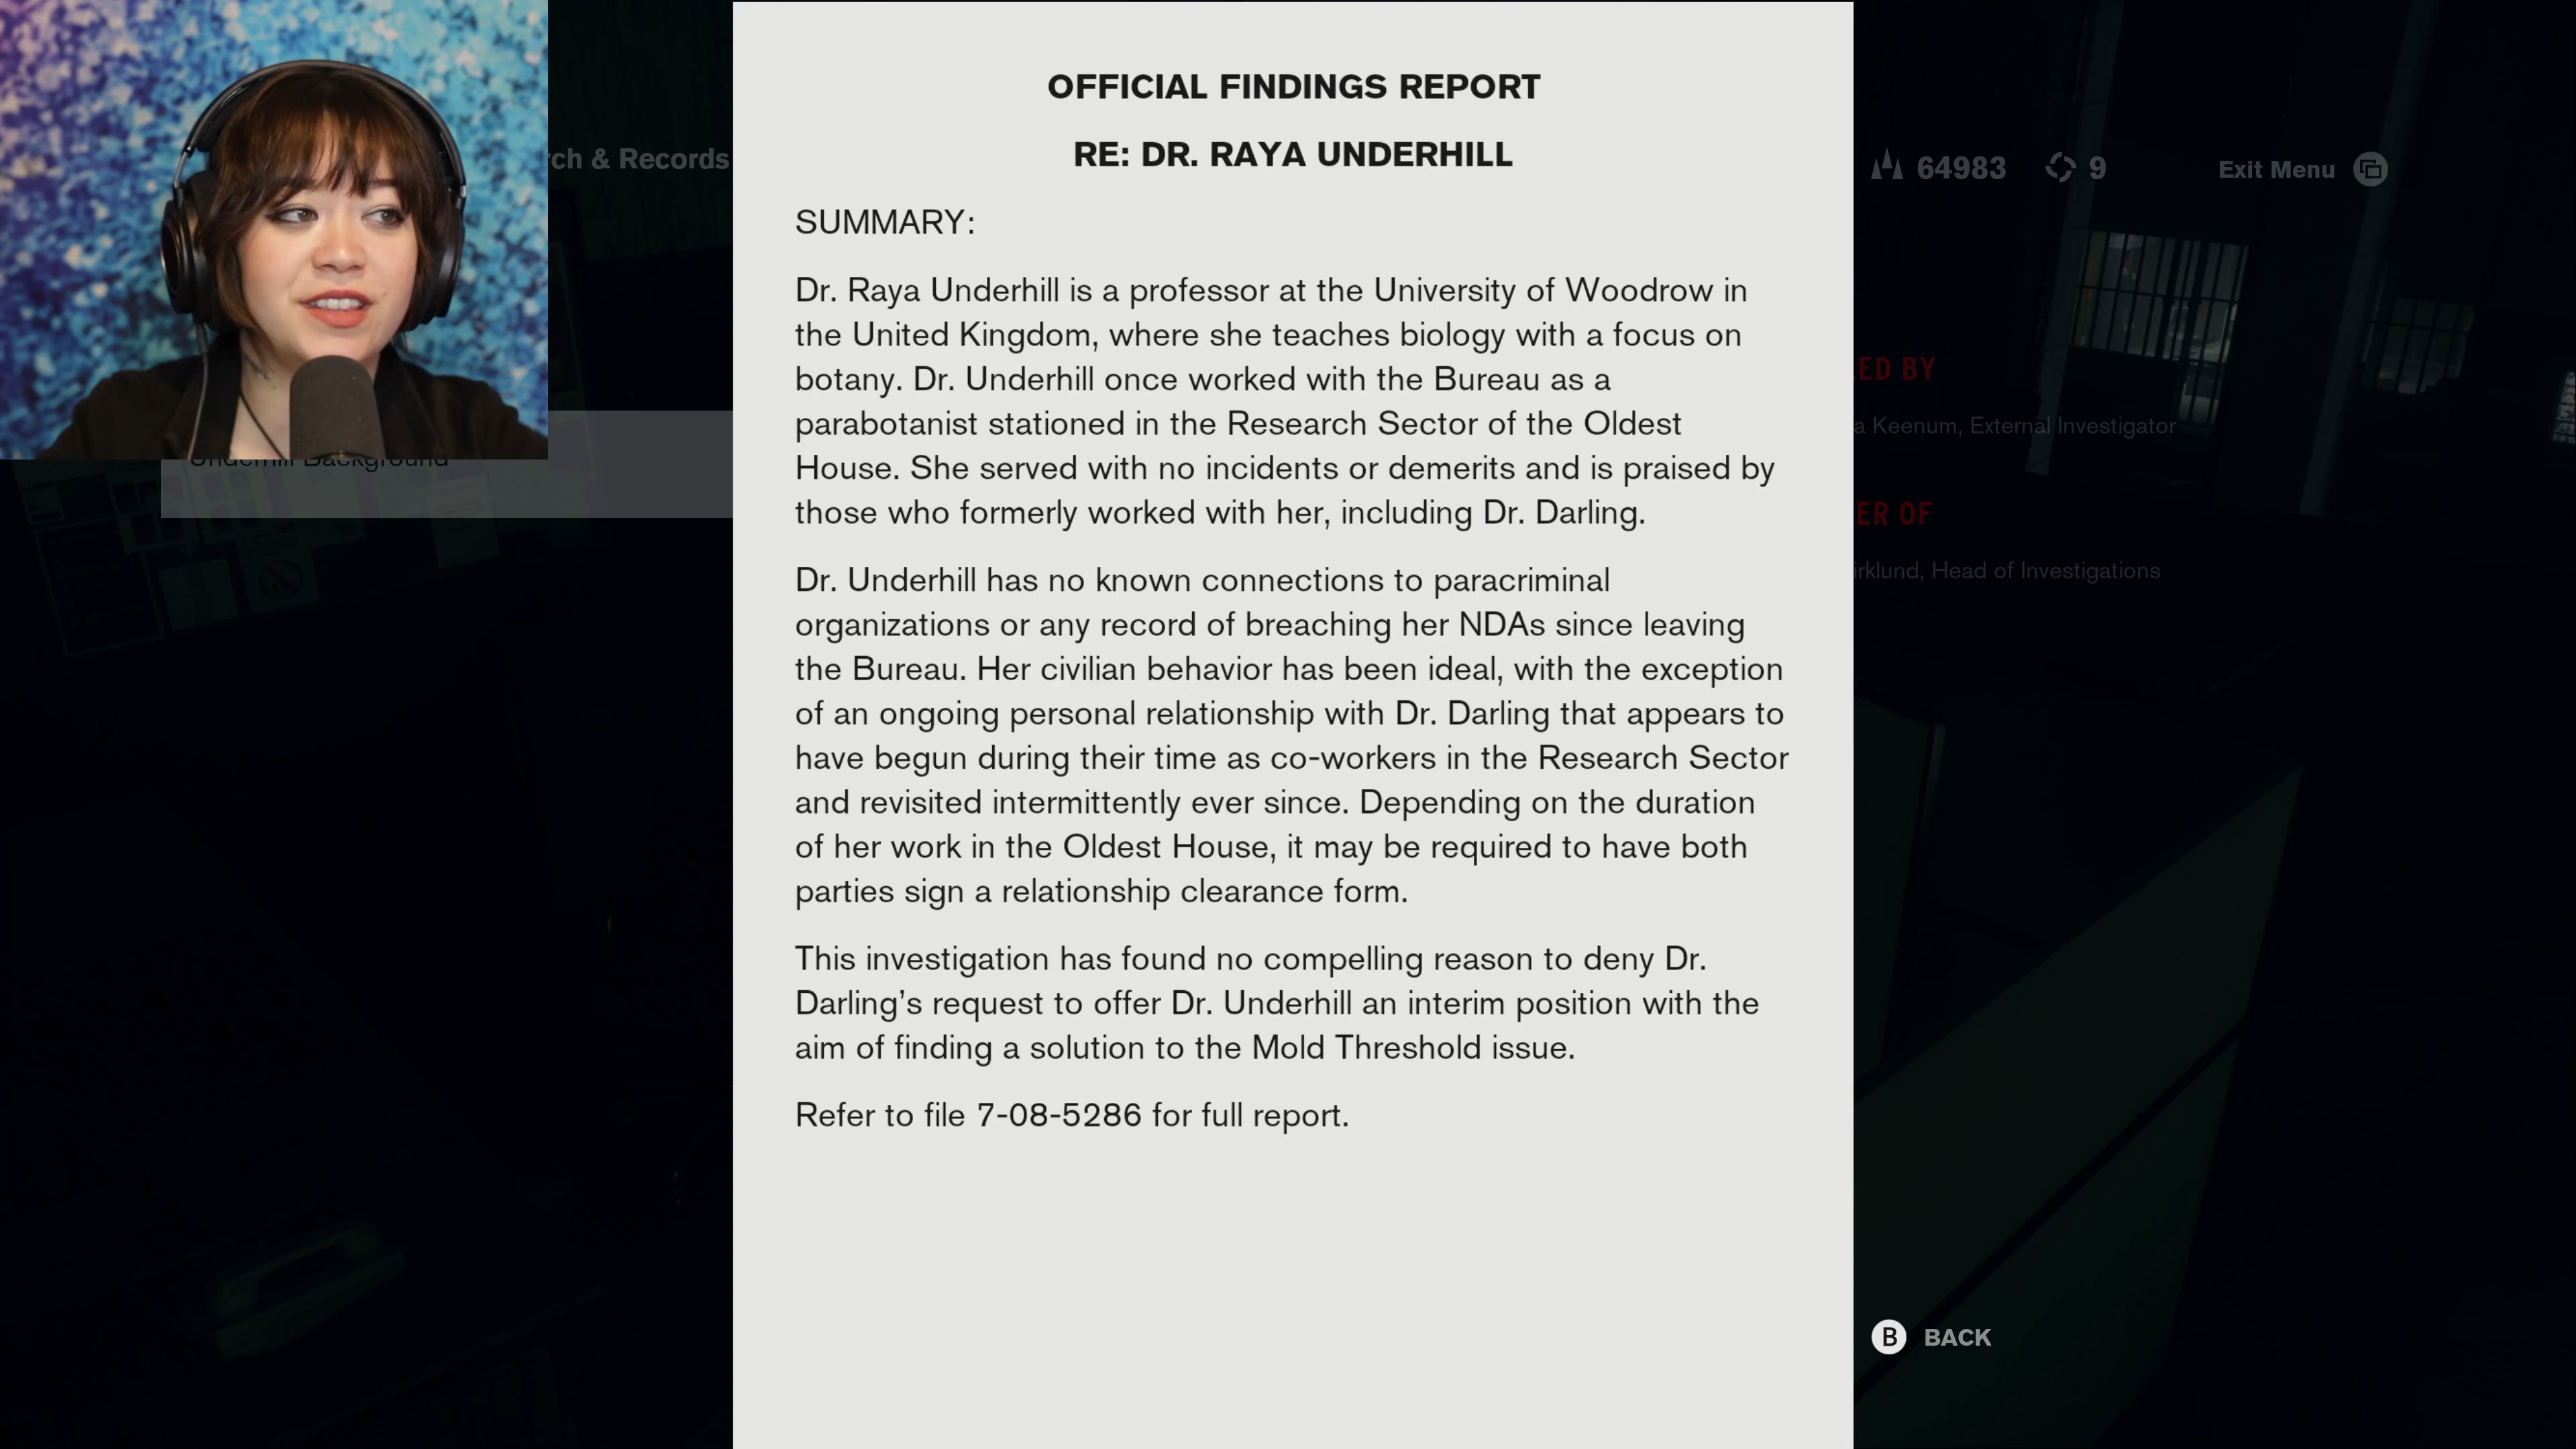 OFFICIAL FINDINGS REPORT
RE: DR. RAYA UNDERHILL
SUMMARY:
Dr. Raya Underhill is a professor at the University of Woodrow in
the United Kingdom, where she teaches biology with a focus on
botany. Dr. Underhill once worked with the Bureau as a
parabotanist stationed in the Research Sector of the Oldest
House. She served with no incidents or demerits and is praised by
those who formerly worked with her, including Dr. Darling.
Dr. Underhill has no known connections to paracriminal
organizations or any record of breaching her NDAs since leaving
the Bureau. Her civilian behavior has been ideal, with the exception
of an ongoing personal relationship with Dr. Darling that appears to
have begun during their time as co-workers in the Research Sector
and revisited intermittently ever since. Depending on the duration
of her work in the Oldest House, it may be required to have both
parties sign a relationship clearance form.
This investigation has found no compelling reason to deny Dr.
Darling's request to offer Dr. Underhill an interim position with the
aim of finding a solution to the Mold Threshold issue.
Refer to file 7-08-5286 for full report.
rch & Records
Underhill Background
64983 9 Exit Menu
ED BY
a Keenum, External Investigator
ER OF
irklund, Head of Investigations
B BACK